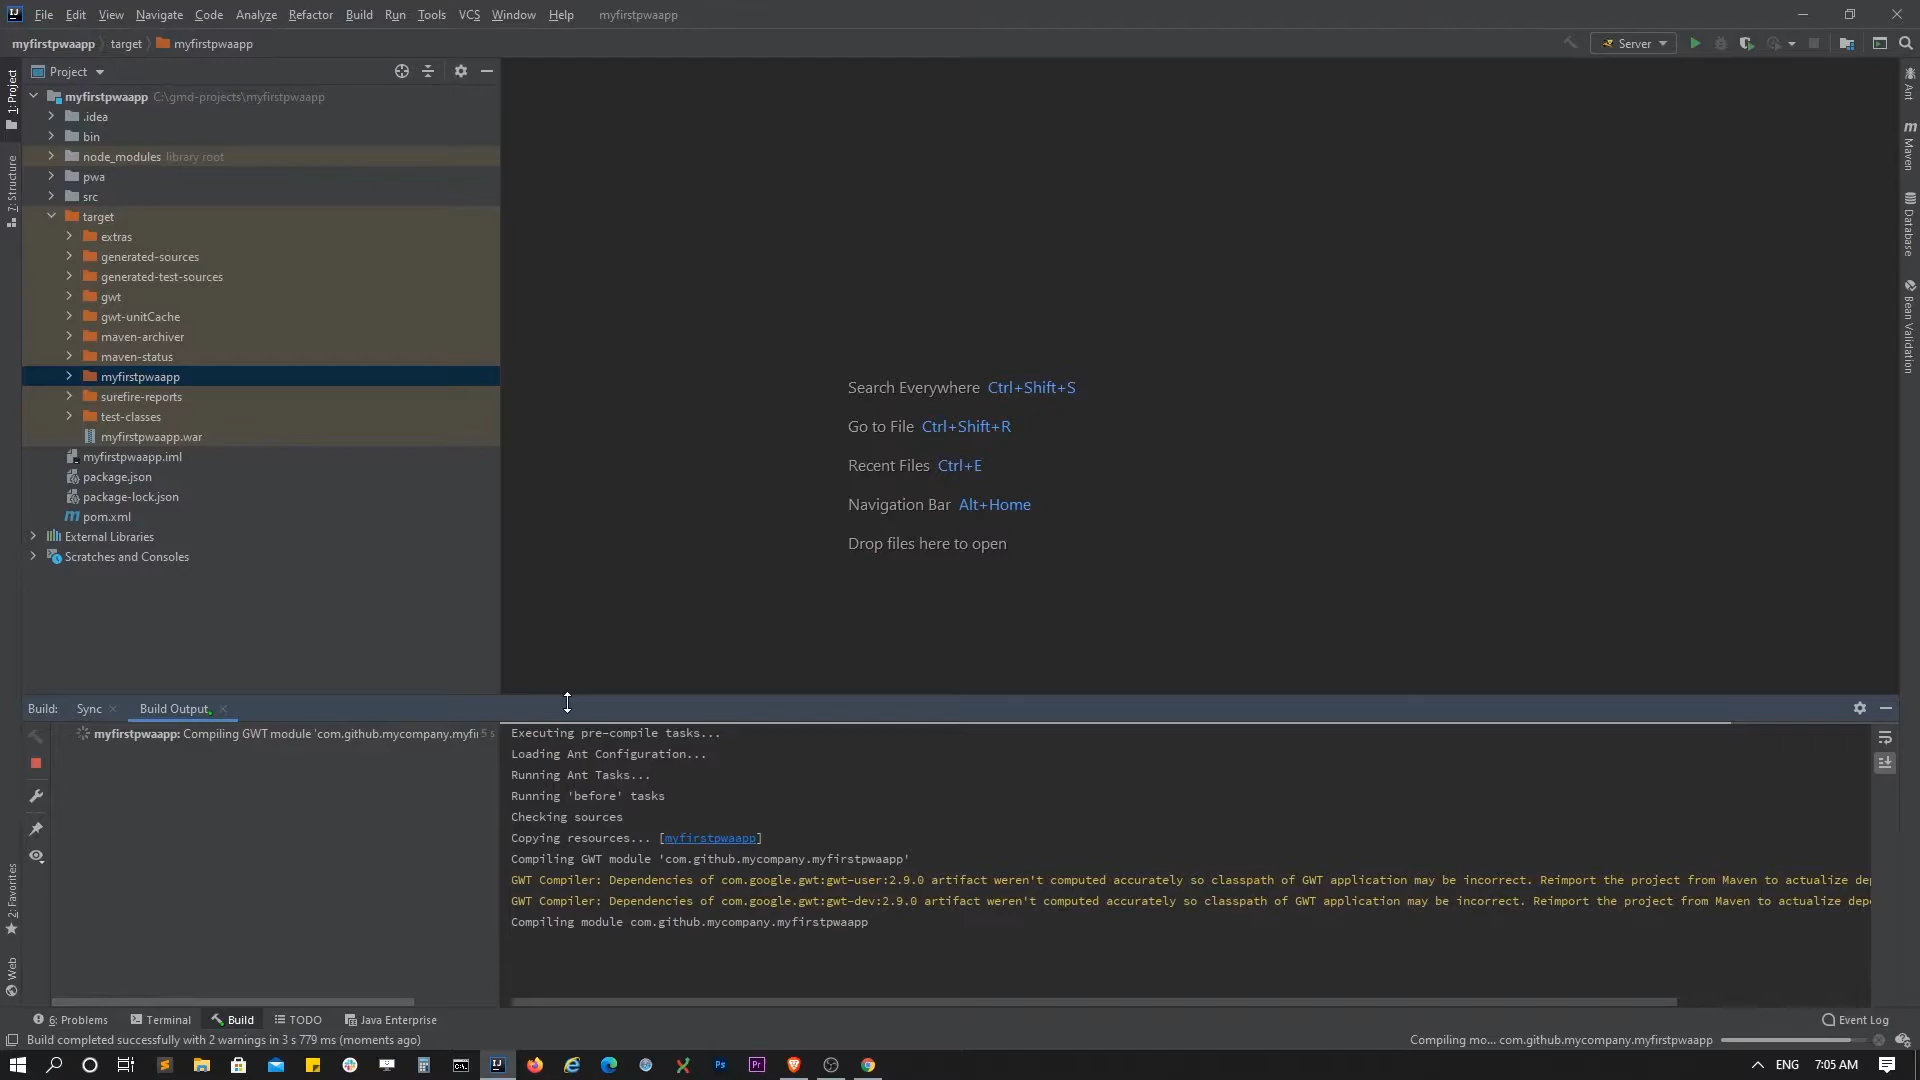 File Edit View Navigate Code Analyze Refactor Build Run Tools VCS Window Help myfirstpwaapp
myfirstpwaapp target myfirstpwaapp
Server
Project
1: Project
7: Structure
2: Favorites
Web
Ant
Maven
Database
Bean Validation
myfirstpwaapp C:\gmd-projects\myfirstpwaapp
.idea
bin
node_modules library root
pwa
src
target
extras
generated-sources
generated-test-sources
gwt
gwt-unitCache
maven-archiver
maven-status
myfirstpwaapp
surefire-reports
test-classes
myfirstpwaapp.war
myfirstpwaapp.iml
package.json
package-lock.json
pom.xml
External Libraries
Scratches and Consoles
Search Everywhere Ctrl+Shift+S
Go to File Ctrl+Shift+R
Recent Files Ctrl+E
Navigation Bar Alt+Home
Drop files here to open
Build: Sync Build Output
myfirstpwaapp: Compiling GWT module 'com.github.mycompany.myfi 5 s
Executing pre-compile tasks...
Loading Ant Configuration...
Running Ant Tasks...
Running 'before' tasks
Checking sources
Copying resources... [myfirstpwaapp]
Compiling GWT module 'com.github.mycompany.myfirstpwaapp'
GWT Compiler: Dependencies of com.google.gwt:gwt-user:2.9.0 artifact weren't computed accurately so classpath of GWT application may be incorrect. Reimport the project from Maven to actualize dep
GWT Compiler: Dependencies of com.google.gwt:gwt-dev:2.9.0 artifact weren't computed accurately so classpath of GWT application may be incorrect. Reimport the project from Maven to actualize depe
Compiling module com.github.mycompany.myfirstpwaapp
6: Problems Terminal Build TODO Java Enterprise Event Log
Build completed successfully with 2 warnings in 3 s 779 ms (moments ago) Compiling mo... com.github.mycompany.myfirstpwaapp
Ps Pr ENG 7:05 AM